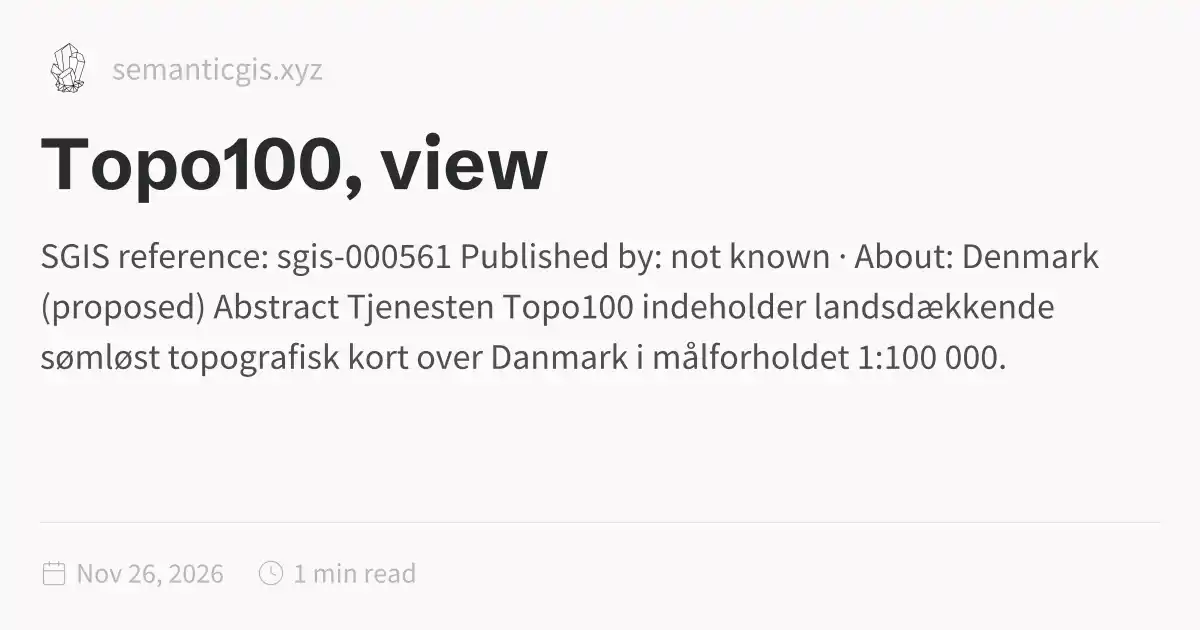 semanticgis.xyz
Topo100, view
SGIS reference: sgis-000561 Published by: not known · About: Denmark
(proposed) Abstract Tjenesten Topo100 indeholder landsdækkende
sømløst topografisk kort over Danmark i målforholdet 1:100 000.
Nov 26, 2026 1 min read